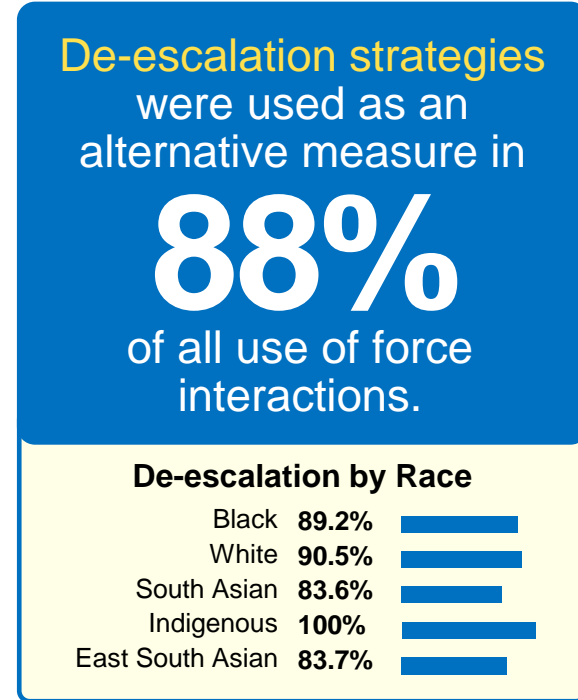 De-escalation strategies
were used as an
alternative measure in
88%
of all use of force
interactions.
De-escalation by Race
Black 89.2%
White 90.5%
South Asian 83.6%
Indigenous 100%
East South Asian 83.7%